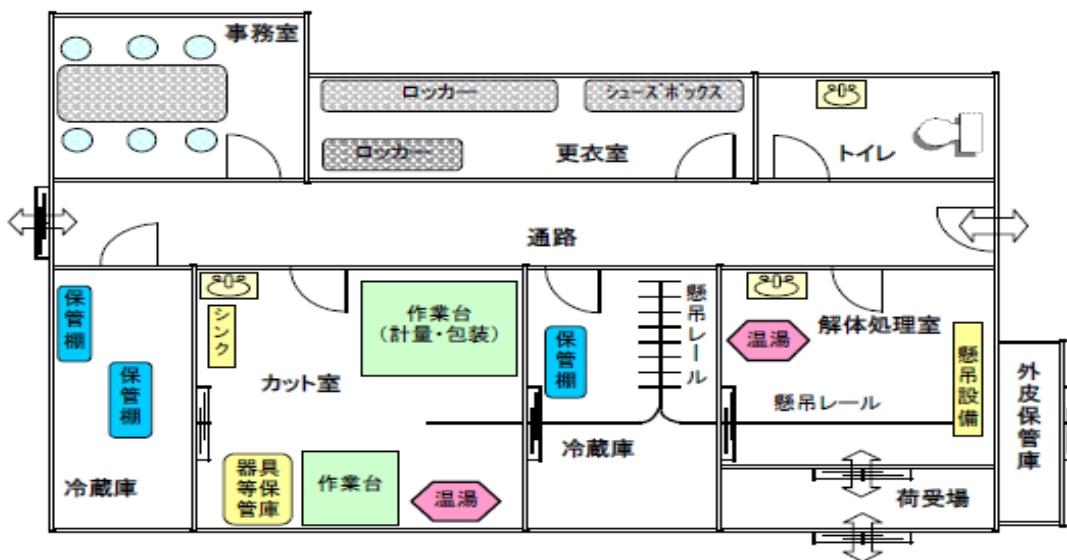 事務室
ロッカー
シューズボックス
ロッカー
更衣室
トイレ
通路
保管棚
保管棚
冷蔵庫
シンク
カット室
作業台
(計量・包装)
器具
等保
管庫
作業台
温湯
保管棚
懸吊レール
冷蔵庫
温湯
解体処理室
懸吊レール
懸吊設備
荷受場
外皮保管庫